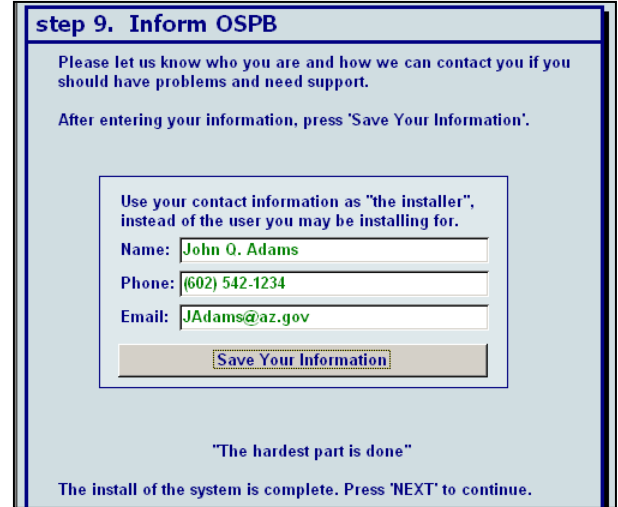 step 9. Inform OSPB
Please let us know who you are and how we can contact you if you
should have problems and need support.
After entering your information, press 'Save Your Information'.
Use your contact information as "the installer",
instead of the user you may be installing for.
Name: John Q. Adams
Phone: (602) 542-1234
Email: JAdams@az.gov
Save Your Information
"The hardest part is done"
The install of the system is complete. Press 'NEXT' to continue.